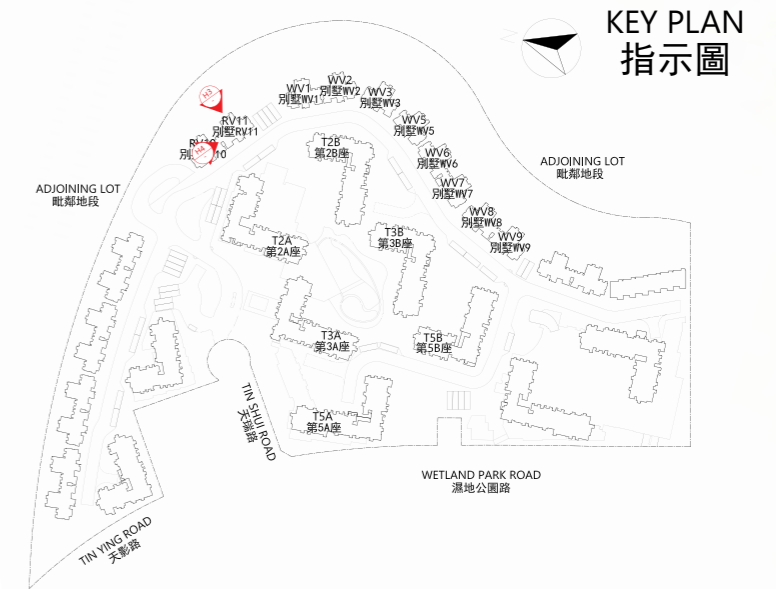 KEY PLAN
指示圖
N
H3
WV1
別墅WV1
WV2
別墅WV2
WV3
別墅WV3
RV11
別墅RV11
WV5
別墅WV5
H4
T2B
第2B座
WV6
別墅WV6
ADJOINING LOT
毗鄰地段
ADJOINING LOT
毗鄰地段
WV7
別墅WV7
WV8
別墅WV8
T2A
第2A座
T3B
第3B座
WV9
別墅WV9
T3A
第3A座
T5B
第5B座
TIN SHUI ROAD
天瑞路
T5A
第5A座
WETLAND PARK ROAD
濕地公園路
TIN YING ROAD
天影路